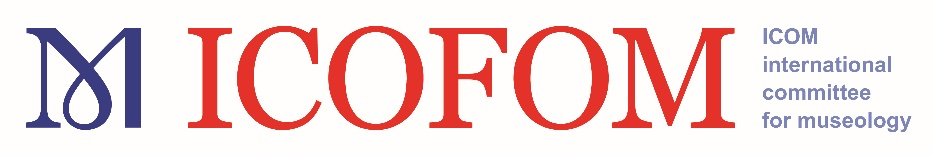 M ICOFOM
ICOM
international
committee
for museology